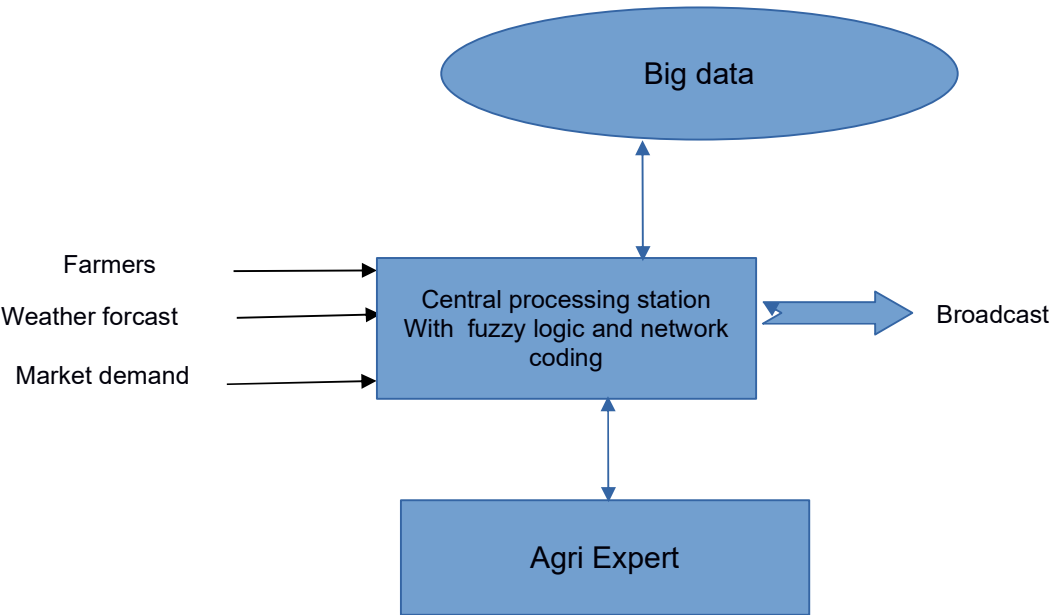 Big data
Farmers
Weather forcast
Market demand
Central processing station
With fuzzy logic and network
coding
Broadcast
Agri Expert